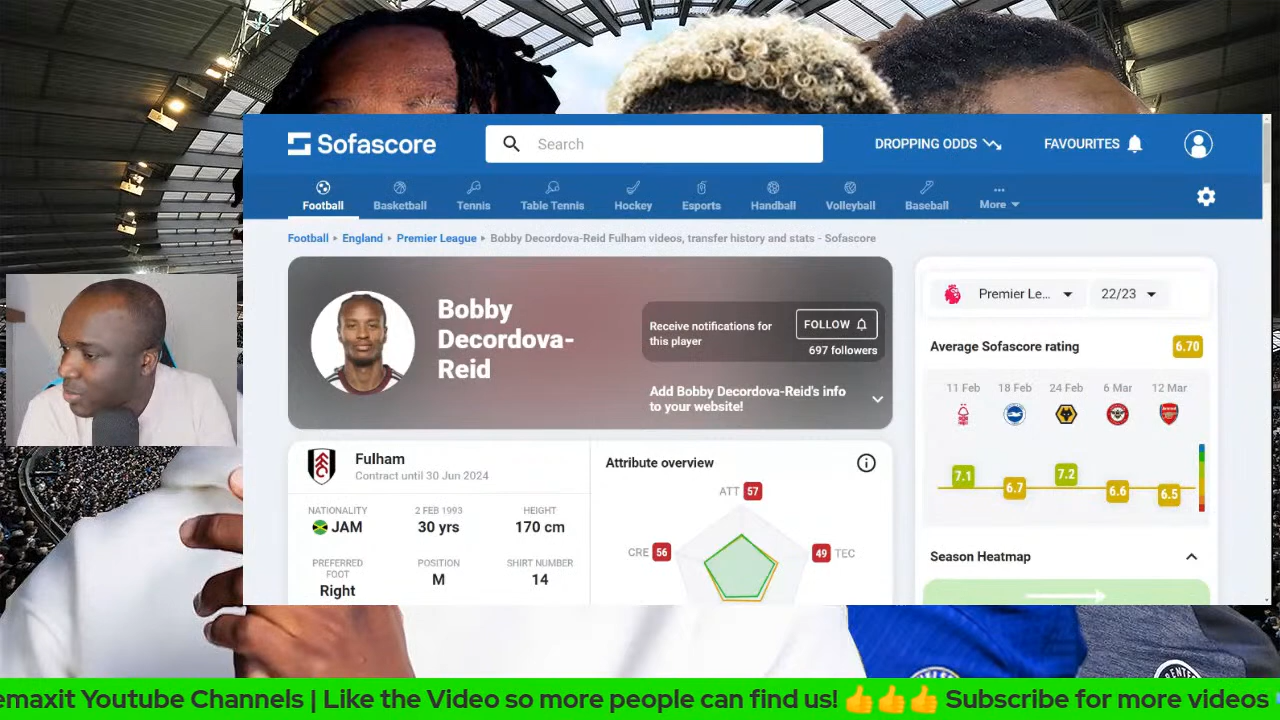 Sofascore
Search
DROPPING ODDS
FAVOURITES
Football
Basketball
Tennis
Table Tennis
Hockey
Esports
Handball
Volleyball
Baseball
More
Football England Premier League Bobby Decordova-Reid Fulham videos, transfer history and stats - Sofascore
Bobby
Decordova-
Reid
Receive notifications for
this player
FOLLOW
697 followers
Add Bobby Decordova-Reid's info
to your website!
Premier Le...
22/23
Average Sofascore rating
6.70
11 Feb
18 Feb
24 Feb
6 Mar
12 Mar
7.1
6.7
7.2
6.6
6.5
Season Heatmap
Fulham
Contract until 30 Jun 2024
NATIONALITY
JAM
2 FEB 1993
30 yrs
HEIGHT
170 cm
PREFERRED
FOOT
Right
POSITION
M
SHIRT NUMBER
14
Attribute overview
ATT 57
CRE 56
49 TEC
emaxit Youtube Channels | Like the Video so more people can find us! 👍👍👍 Subscribe for more videos